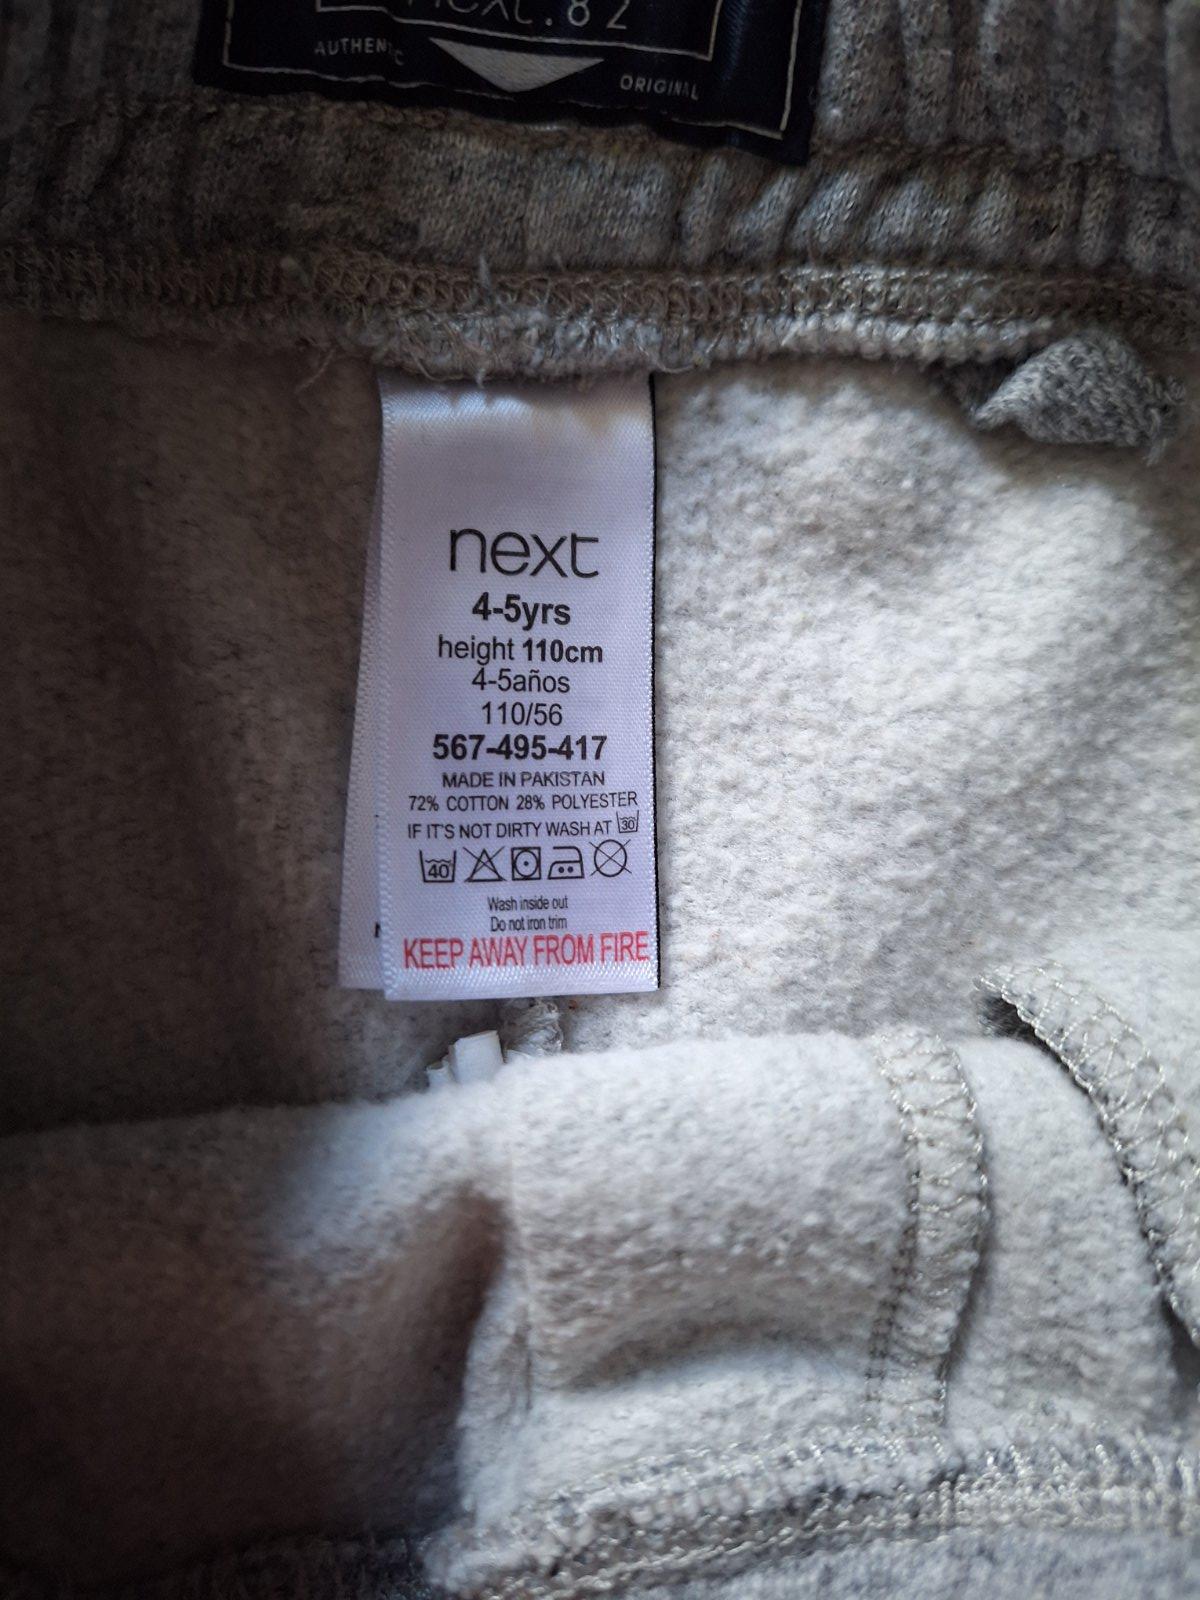 next.82
AUTHENTIC
ORIGINAL
next
4-5yrs
height 110cm
4-5años
110/56
567-495-417
MADE IN PAKISTAN
72% COTTON 28% POLYESTER
IF IT'S NOT DIRTY WASH AT 30
40
Wash inside out
Do not iron trim
KEEP AWAY FROM FIRE